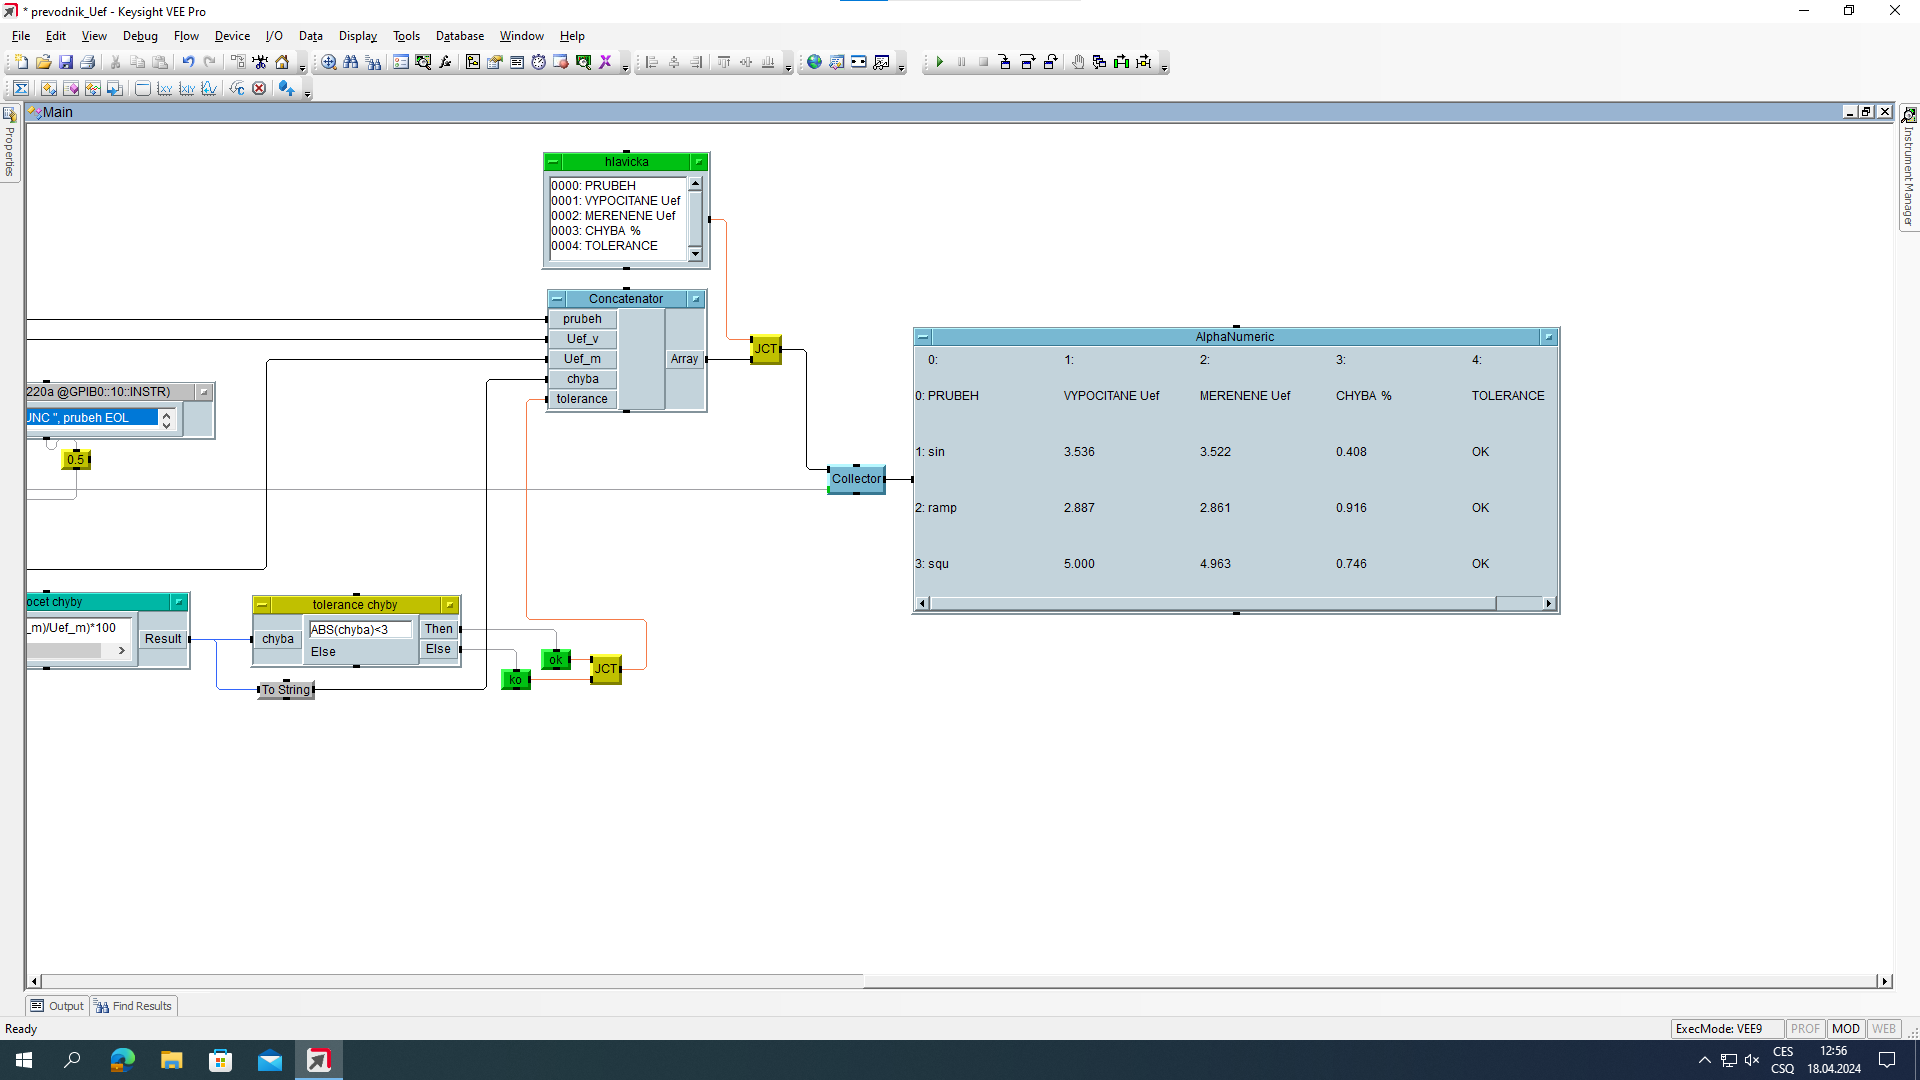 * prevodnik_Uef - Keysight VEE Pro
File Edit View Debug Flow Device I/O Data Display Tools Database Window Help
Main
Properties
Instrument Manager
hlavicka
0000: PRUBEH
0001: VYPOCITANE Uef
0002: MERENENE Uef
0003: CHYBA %
0004: TOLERANCE
Concatenator
prubeh
Uef_v
Uef_m
chyba
tolerance
Array
JCT
AlphaNumeric
0: 1: 2: 3: 4:
0: PRUBEH VYPOCITANE Uef MERENENE Uef CHYBA % TOLERANCE
1: sin 3.536 3.522 0.408 OK
2: ramp 2.887 2.861 0.916 OK
3: squ 5.000 4.963 0.746 OK
Collector
220a @GPIB0::10::INSTR)
UNC ", prubeh EOL
0.5
ocet chyby
_m)/Uef_m)*100
Result
tolerance chyby
chyba
ABS(chyba)<3
Then
Else
Else
To String
ok
ko
JCT
Output Find Results
Ready
ExecMode: VEE9 PROF MOD WEB
CES
CSQ
12:56
18.04.2024